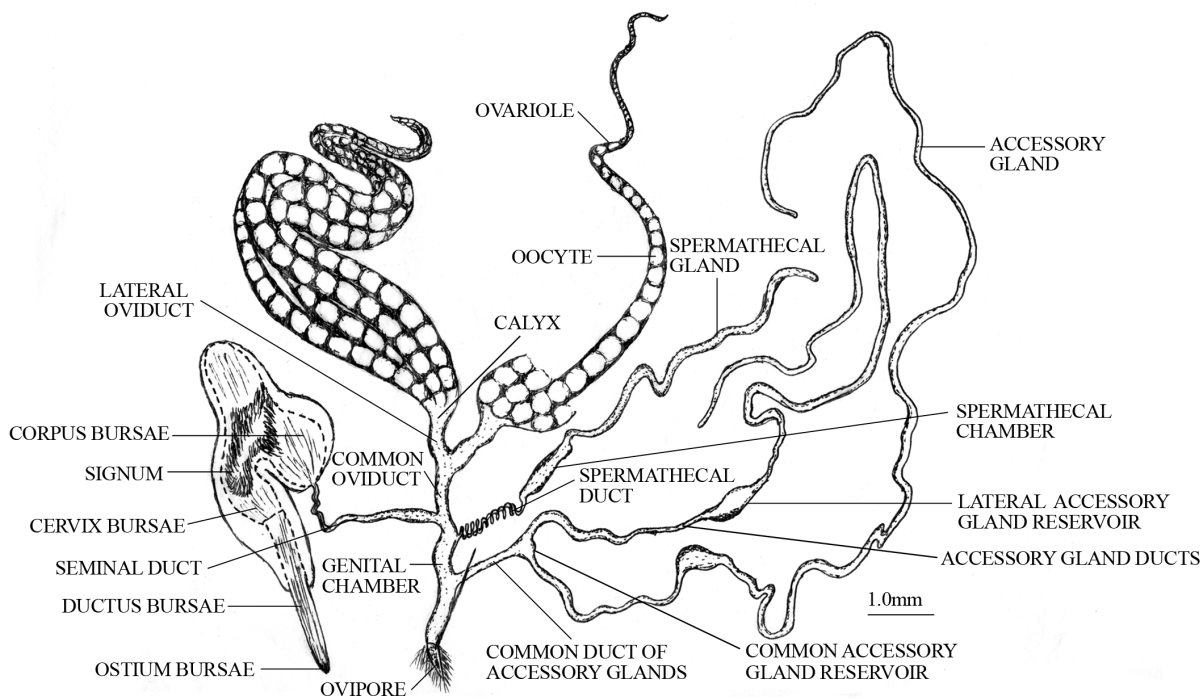 OVARIOLE
ACCESSORY
GLAND
OOCYTE
SPERMATHECAL
GLAND
LATERAL
OVIDUCT
CALYX
CORPUS BURSAE
SIGNUM
CERVIX BURSAE
SEMINAL DUCT
DUCTUS BURSAE
OSTIUM BURSAE
COMMON
OVIDUCT
GENITAL
CHAMBER
OVIPORE
SPERMATHECAL
DUCT
SPERMATHECAL
CHAMBER
LATERAL ACCESSORY
GLAND RESERVOIR
ACCESSORY GLAND DUCTS
1.0mm
COMMON DUCT OF
ACCESSORY GLANDS
COMMON ACCESSORY
GLAND RESERVOIR